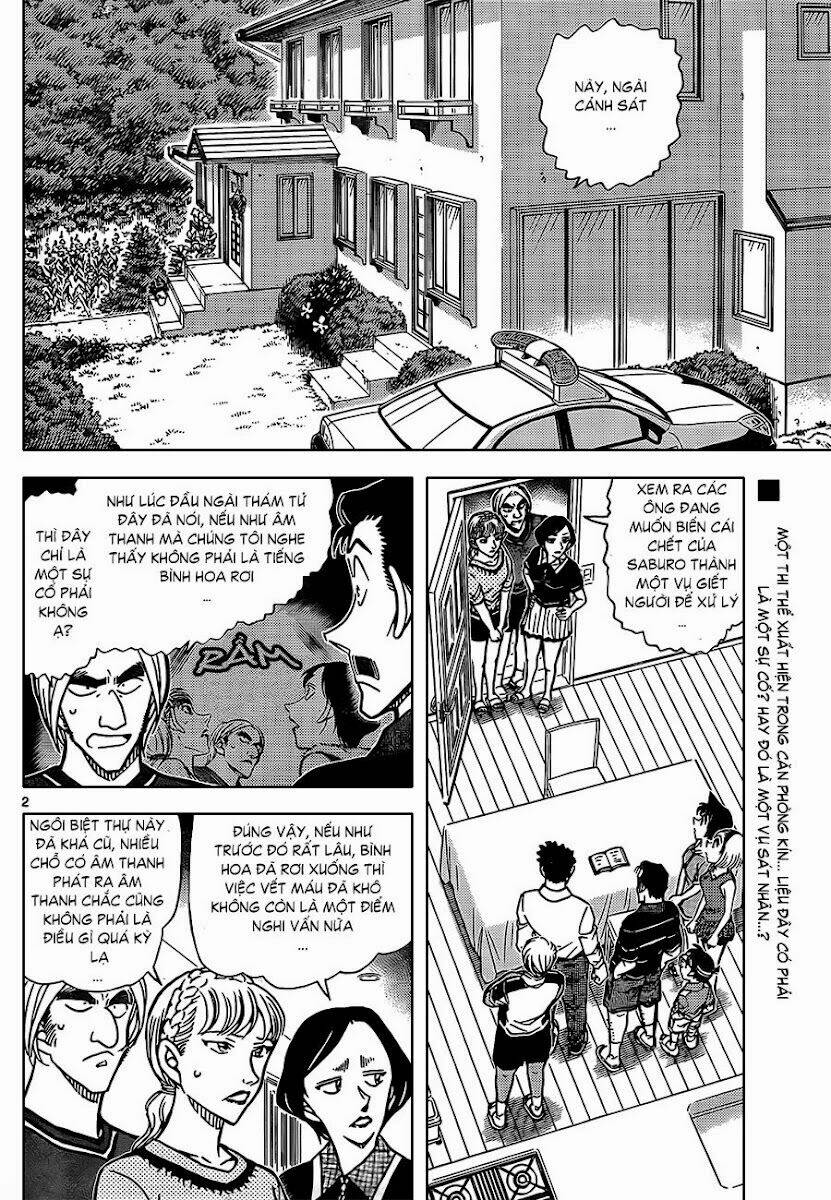 NÀY, NGÀI
CẢNH SÁT
...
XEM RA CÁC
ÔNG ĐANG
MUỐN BIẾN CÁI
CHẾT CỦA
SABURO THÀNH
MỘT VỤ GIẾT
NGƯỜI ĐỂ XỬ LÝ
...
MỘT THI THỂ XUẤT HIỆN TRONG CĂN PHÒNG KÍN... LIỆU ĐÂY CÓ PHẢI
LÀ MỘT SỰ CỐ? HAY ĐÓ LÀ MỘT VỤ SÁT NHÂN...?
NHƯ LÚC ĐẦU NGÀI THÁM TỬ
ĐÂY ĐÃ NÓI, NẾU NHƯ ÂM
THANH MÀ CHÚNG TÔI NGHE
THẤY KHÔNG PHẢI LÀ TIẾNG
BÌNH HOA RƠI
...
THÌ ĐÂY
CHỈ LÀ
MỘT SỰ
CỐ PHẢI
KHÔNG
Ạ?
RẦM
2
ĐÚNG VẬY, NẾU NHƯ
TRƯỚC ĐÓ RẤT LÂU, BÌNH
HOA ĐÃ RƠI XUỐNG THÌ
VIỆC VẾT MÁU ĐÃ KHÔ
KHÔNG CÒN LÀ MỘT ĐIỂM
NGHI VẤN NỮA
...
NGÔI BIỆT THỰ NÀY
ĐÃ KHÁ CŨ, NHIỀU
CHỖ CÓ ÂM THANH
PHÁT RA ÂM
THANH CHẮC CŨNG
KHÔNG PHẢI LÀ
ĐIỀU GÌ QUÁ KỲ
LẠ
...